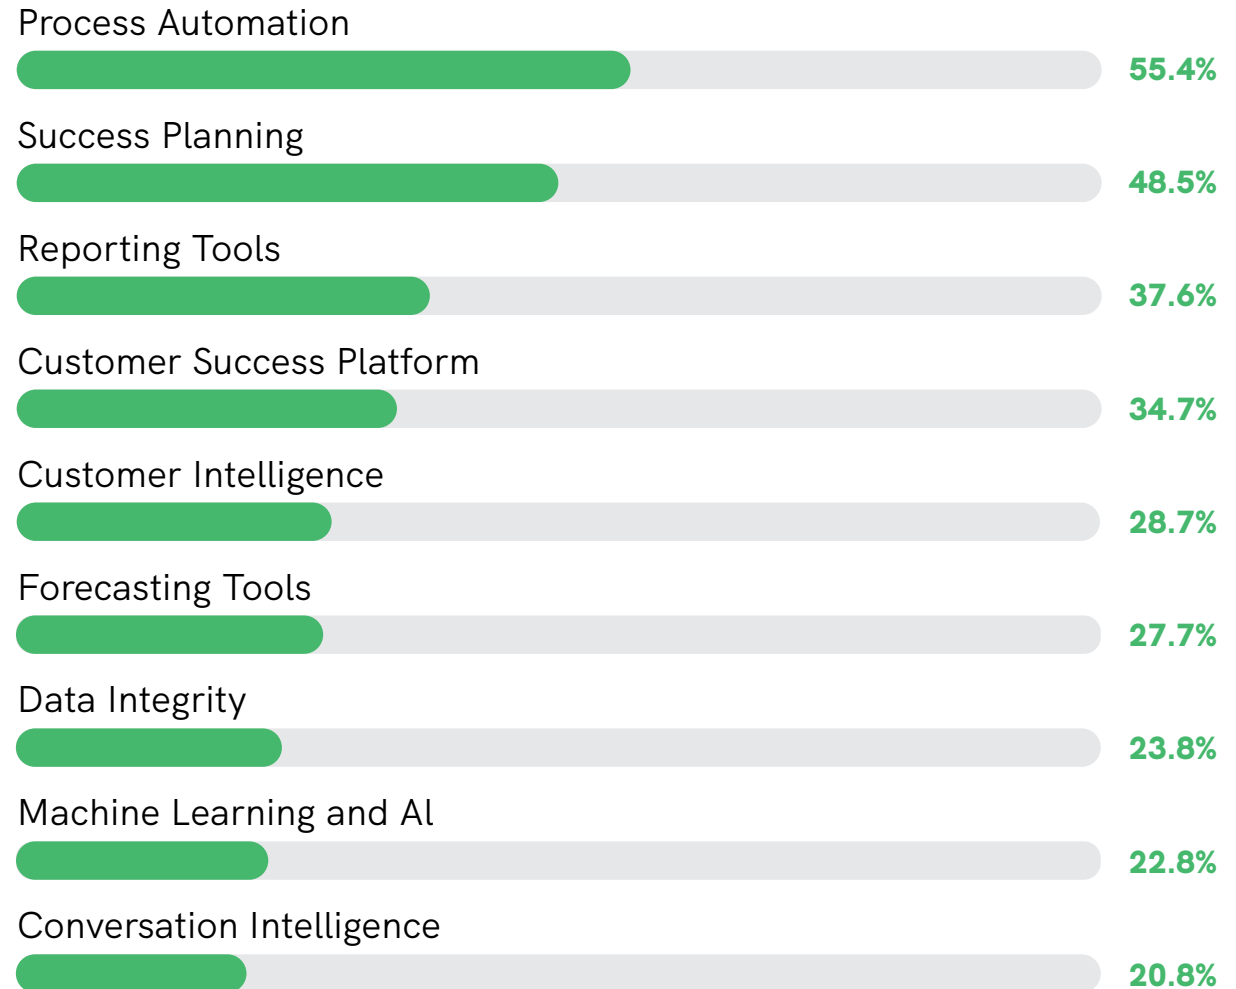 Process Automation
55.4%
Success Planning
48.5%
Reporting Tools
37.6%
Customer Success Platform
34.7%
Customer Intelligence
28.7%
Forecasting Tools
27.7%
Data Integrity
23.8%
Machine Learning and Al
22.8%
Conversation Intelligence
20.8%